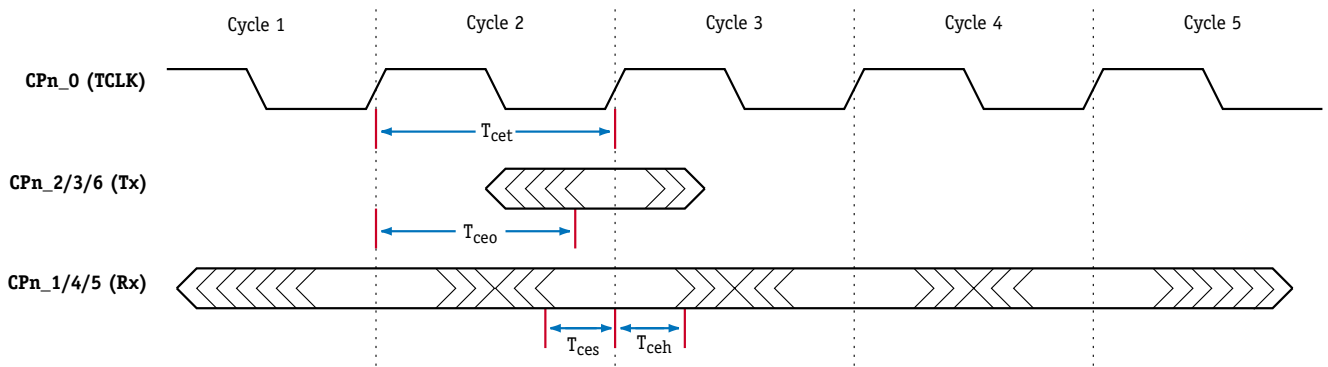 Cycle 1 Cycle 2 Cycle 3 Cycle 4 Cycle 5
CPn_0 (TCLK)
Tcet
CPn_2/3/6 (Tx)
Tceo
CPn_1/4/5 (Rx)
Tces Tceh